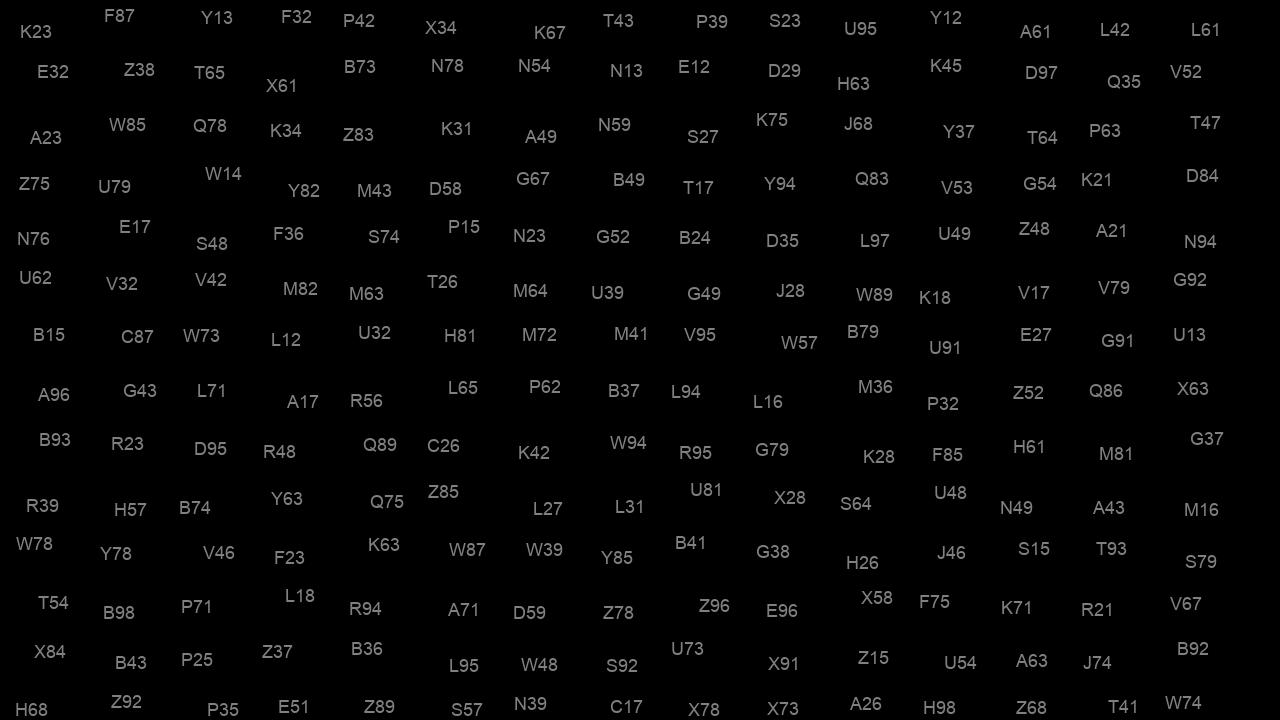 K23 F87 Y13 F32 P42 X34 K67 T43 P39 S23 U95 Y12 A61 L42 L61
E32 Z38 T65 X61 B73 N78 N54 N13 E12 D29 H63 K45 D97 Q35 V52
A23 W85 Q78 K34 Z83 K31 A49 N59 S27 K75 J68 Y37 T64 P63 T47
Z75 U79 W14 Y82 M43 D58 G67 B49 T17 Y94 Q83 V53 G54 K21 D84
N76 E17 S48 F36 S74 P15 N23 G52 B24 D35 L97 U49 Z48 A21 N94
U62 V32 V42 M82 M63 T26 M64 U39 G49 J28 W89 K18 V17 V79 G92
B15 C87 W73 L12 U32 H81 M72 M41 V95 W57 B79 U91 E27 G91 U13
A96 G43 L71 A17 R56 L65 P62 B37 L94 L16 M36 P32 Z52 Q86 X63
B93 R23 D95 R48 Q89 C26 K42 W94 R95 G79 K28 F85 H61 M81 G37
R39 H57 B74 Y63 Q75 Z85 L27 L31 U81 X28 S64 U48 N49 A43 M16
W78 Y78 V46 F23 K63 W87 W39 Y85 B41 G38 H26 J46 S15 T93 S79
T54 B98 P71 L18 R94 A71 D59 Z78 Z96 E96 X58 F75 K71 R21 V67
X84 B43 P25 Z37 B36 L95 W48 S92 U73 X91 Z15 U54 A63 J74 B92
H68 Z92 P35 E51 Z89 S57 N39 C17 X78 X73 A26 H98 Z68 T41 W74